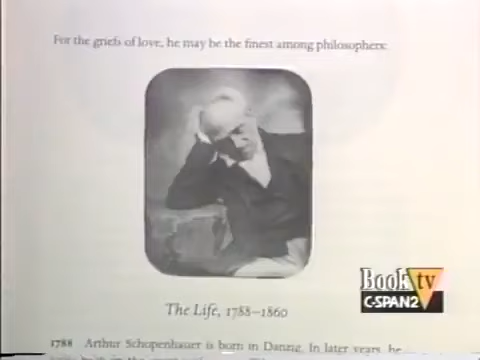 For the griefs of love, he may be the finest among philosophers:
The Life, 1788–1860
1788 Arthur Schopenhauer is born in Danzig. In later years, he
Book tv
C-SPAN2